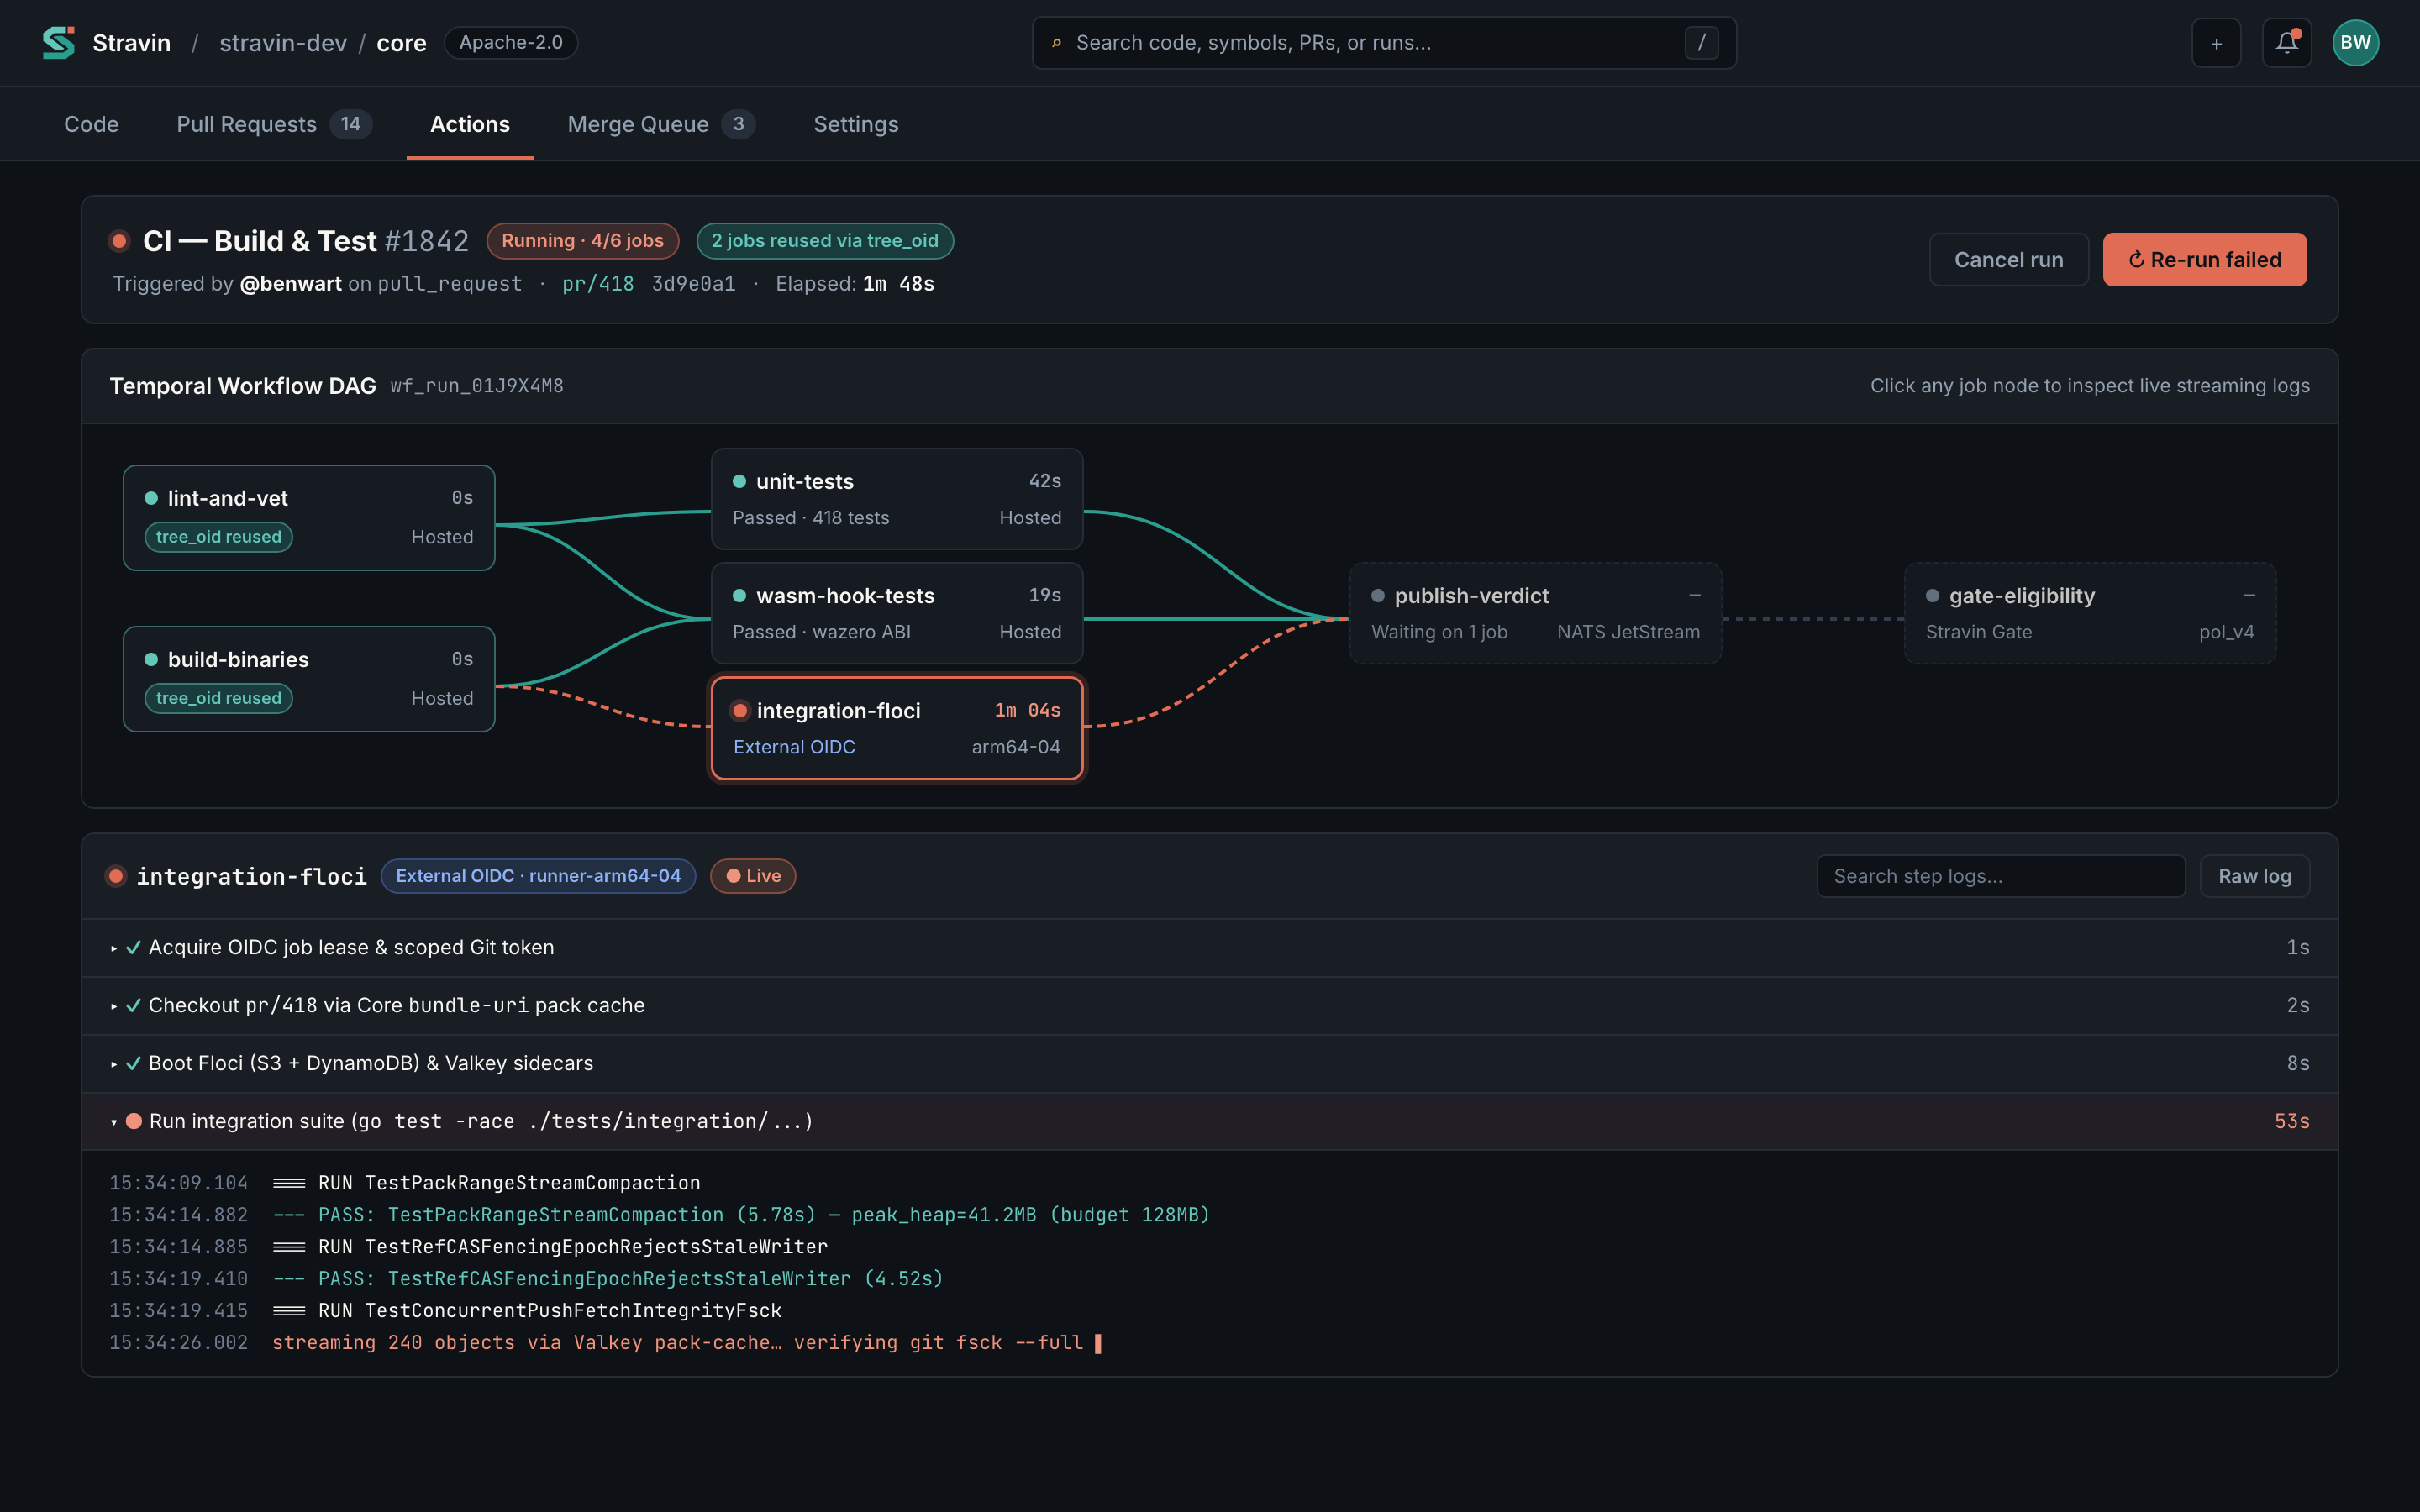 Stravin / stravin-dev / core Apache-2.0 Search code, symbols, PRs, or runs... / + BW
Code Pull Requests 14 Actions Merge Queue 3 Settings
CI — Build & Test #1842 Running · 4/6 jobs 2 jobs reused via tree_oid
Triggered by @benwart on pull_request · pr/418 3d9e0a1 · Elapsed: 1m 48s
Cancel run ↻ Re-run failed
Temporal Workflow DAG wf_run_01J9X4M8 Click any job node to inspect live streaming logs
lint-and-vet 0s
tree_oid reused Hosted
build-binaries 0s
tree_oid reused Hosted
unit-tests 42s
Passed · 418 tests Hosted
wasm-hook-tests 19s
Passed · wazero ABI Hosted
integration-floci 1m 04s
External OIDC arm64-04
publish-verdict —
Waiting on 1 job NATS JetStream
gate-eligibility —
Stravin Gate pol_v4
integration-floci External OIDC · runner-arm64-04 Live Search step logs... Raw log
▸ ✓ Acquire OIDC job lease & scoped Git token 1s
▸ ✓ Checkout pr/418 via Core bundle-uri pack cache 2s
▸ ✓ Boot Floci (S3 + DynamoDB) & Valkey sidecars 8s
▾ ● Run integration suite (go test -race ./tests/integration/...) 53s
15:34:09.104 === RUN TestPackRangeStreamCompaction
15:34:14.882 --- PASS: TestPackRangeStreamCompaction (5.78s) — peak_heap=41.2MB (budget 128MB)
15:34:14.885 === RUN TestRefCASFencingEpochRejectsStaleWriter
15:34:19.410 --- PASS: TestRefCASFencingEpochRejectsStaleWriter (4.52s)
15:34:19.415 === RUN TestConcurrentPushFetchIntegrityFsck
15:34:26.002 streaming 240 objects via Valkey pack-cache… verifying git fsck --full ▌